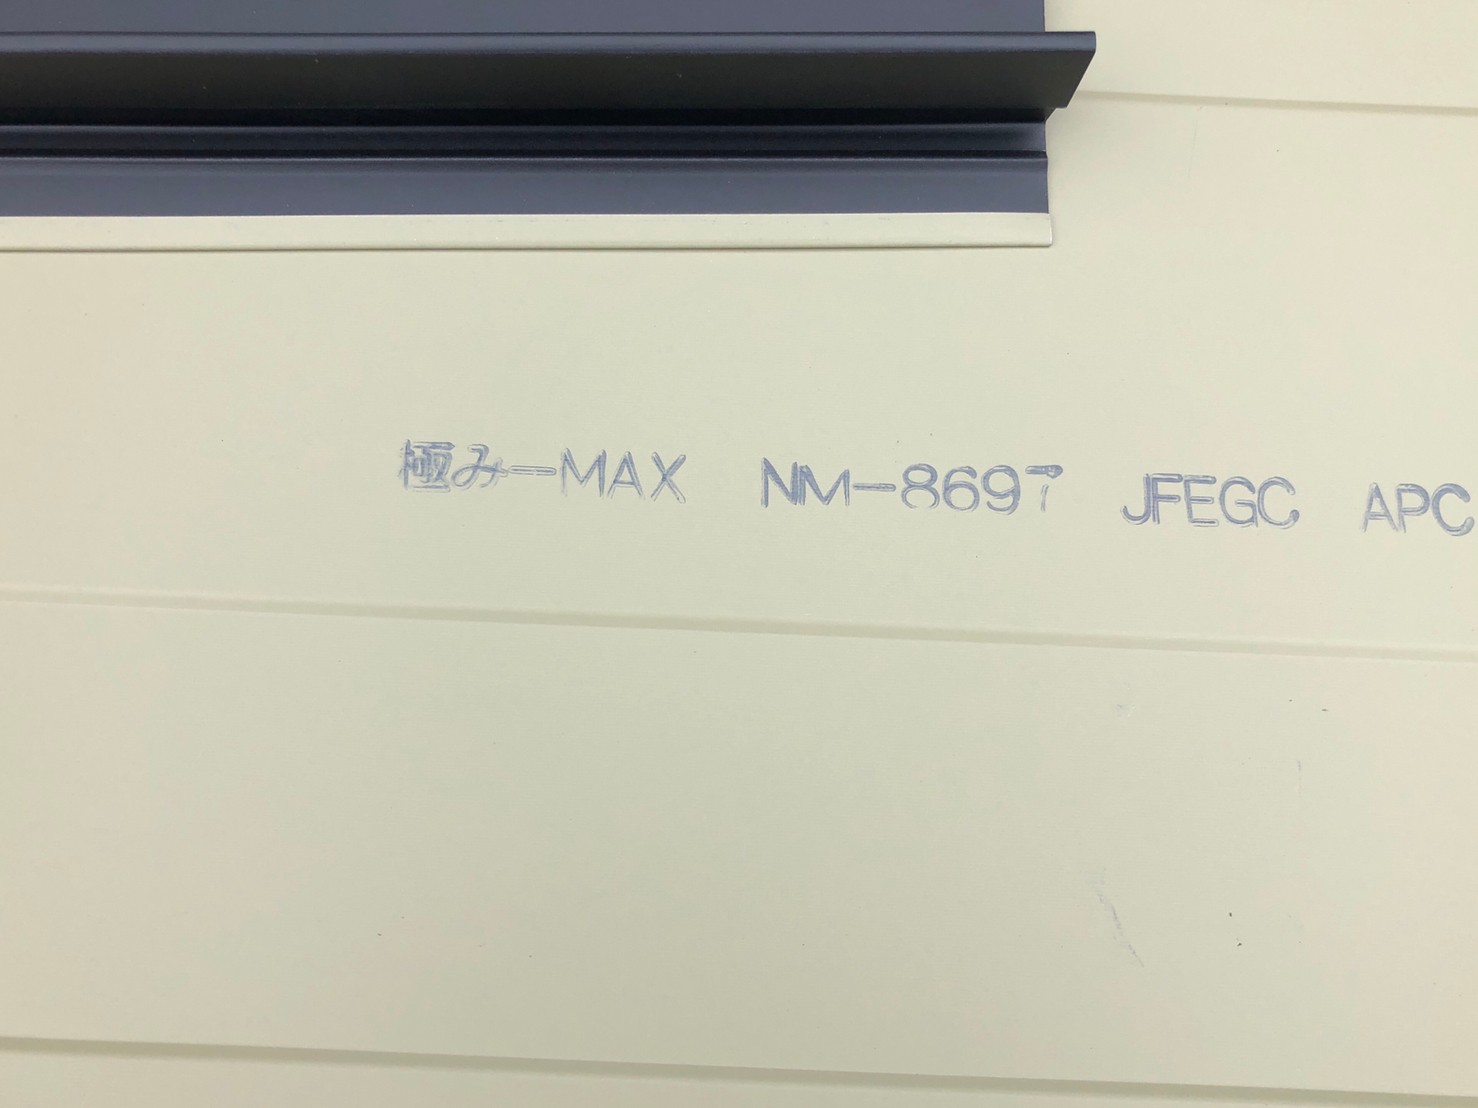 極み-MAX NM-8697 JFEGC APC